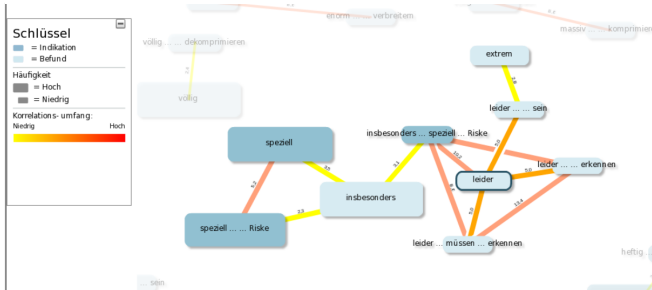 enorm ... ... verbreitern
massiv ... ... komprimieren
Schlüssel
= Indikation
= Befund
Häufigkeit
= Hoch
= Niedrig
Korrelations- umfang:
Niedrig Hoch
völlig ... ... dekomprimieren
völlig
extrem
leider ... ... sein
insbesonders ... speziell ... Riske
speziell
leider ... ... erkennen
leider
insbesonders
speziell ... ... Riske
leider ... müssen ... erkennen
heftig ...
... sein